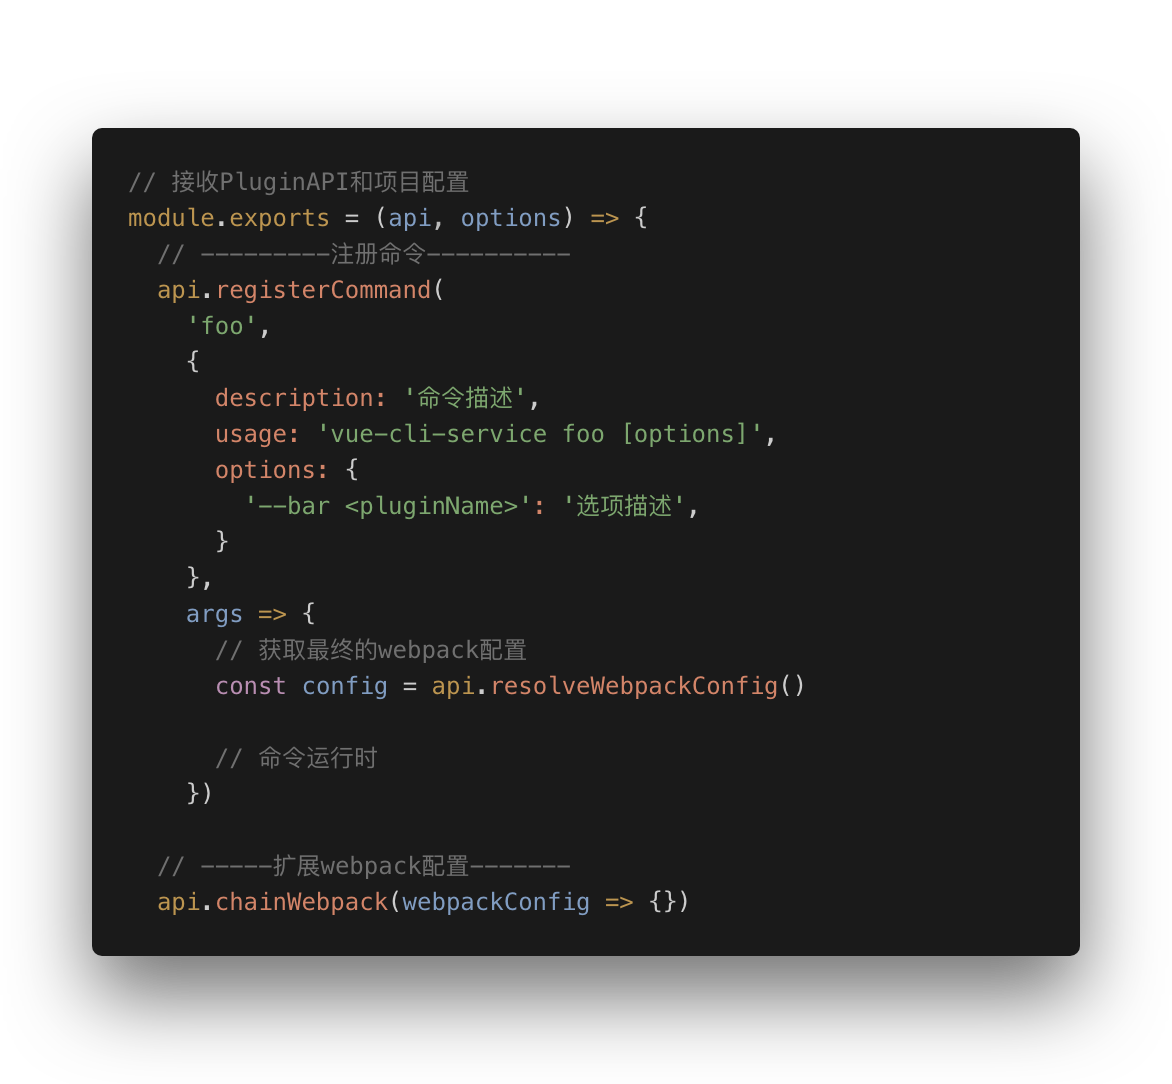 // 接收PluginAPI和项目配置
module.exports = (api, options) => {
  // ---------注册命令----------
  api.registerCommand(
    'foo',
    {
      description: '命令描述',
      usage: 'vue-cli-service foo [options]',
      options: {
        '--bar <pluginName>': '选项描述',
      }
    },
    args => {
      // 获取最终的webpack配置
      const config = api.resolveWebpackConfig()

      // 命令运行时
    })

  // -----扩展webpack配置-------
  api.chainWebpack(webpackConfig => {})